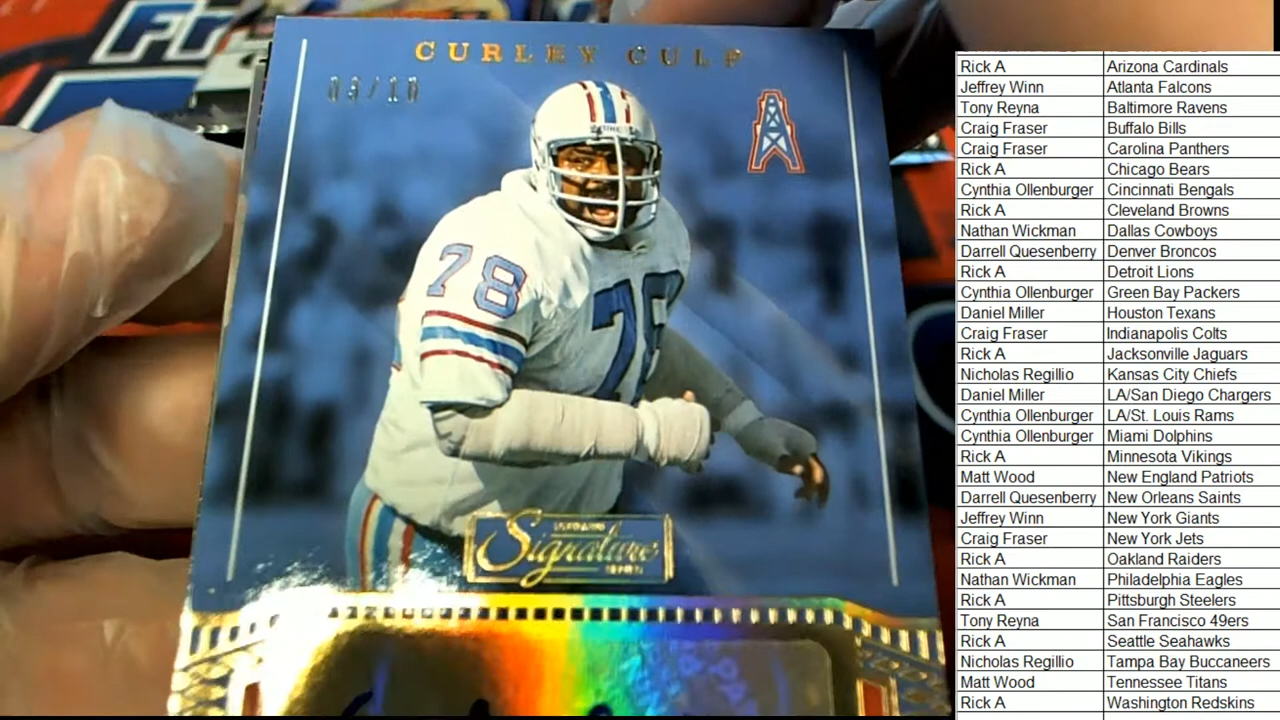 Fr
CURLEY CULP
09/10
78
78
Signature
SERIES
Rick A Arizona Cardinals
Jeffrey Winn Atlanta Falcons
Tony Reyna Baltimore Ravens
Craig Fraser Buffalo Bills
Craig Fraser Carolina Panthers
Rick A Chicago Bears
Cynthia Ollenburger Cincinnati Bengals
Rick A Cleveland Browns
Nathan Wickman Dallas Cowboys
Darrell Quesenberry Denver Broncos
Rick A Detroit Lions
Cynthia Ollenburger Green Bay Packers
Daniel Miller Houston Texans
Craig Fraser Indianapolis Colts
Rick A Jacksonville Jaguars
Nicholas Regillio Kansas City Chiefs
Daniel Miller LA/San Diego Chargers
Cynthia Ollenburger LA/St. Louis Rams
Cynthia Ollenburger Miami Dolphins
Rick A Minnesota Vikings
Matt Wood New England Patriots
Darrell Quesenberry New Orleans Saints
Jeffrey Winn New York Giants
Craig Fraser New York Jets
Rick A Oakland Raiders
Nathan Wickman Philadelphia Eagles
Rick A Pittsburgh Steelers
Tony Reyna San Francisco 49ers
Rick A Seattle Seahawks
Nicholas Regillio Tampa Bay Buccaneers
Matt Wood Tennessee Titans
Rick A Washington Redskins